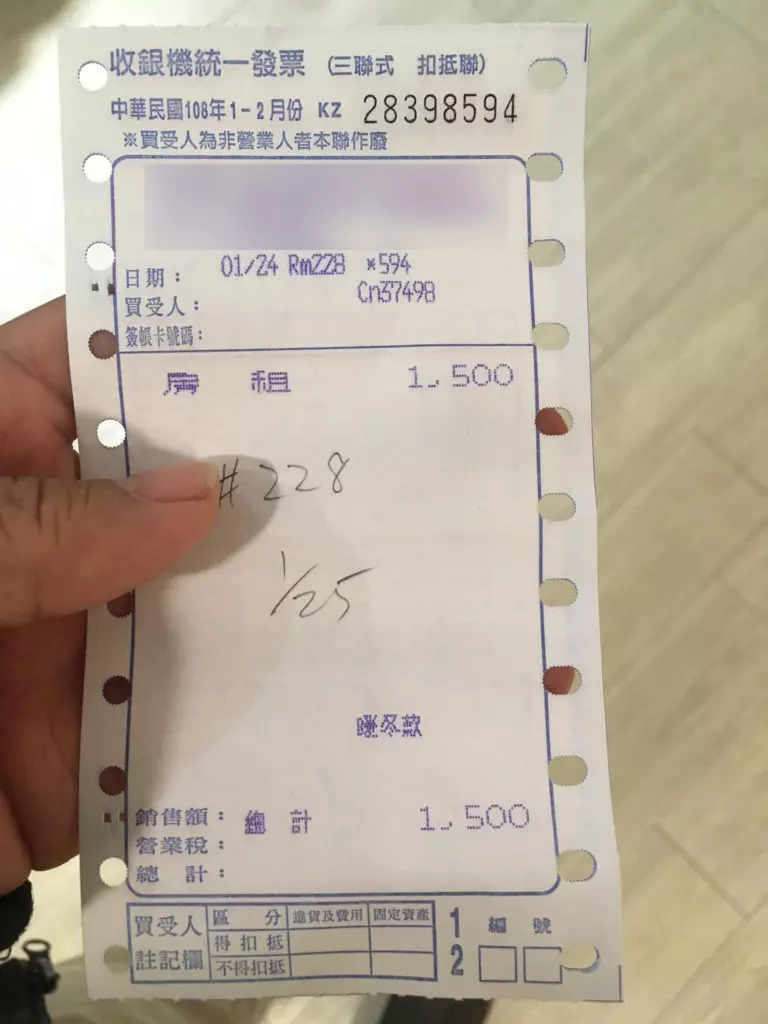 收銀機統一發票 (三聯式 扣抵聯)
中華民國108年1-2月份 KZ 28398594
※買受人為非營業人者本聯作廢
日期： 01/24 Rm228 *594
買受人： Cn37498
簽帳卡號碼：
房 租 1,500
#228
1/25
暖冬款
銷售額： 總 計 1,500
營業稅：
總 計：
買受人註記欄 區 分 進貨及費用 固定資產
得 扣 抵
不得扣抵
1 編 號
2